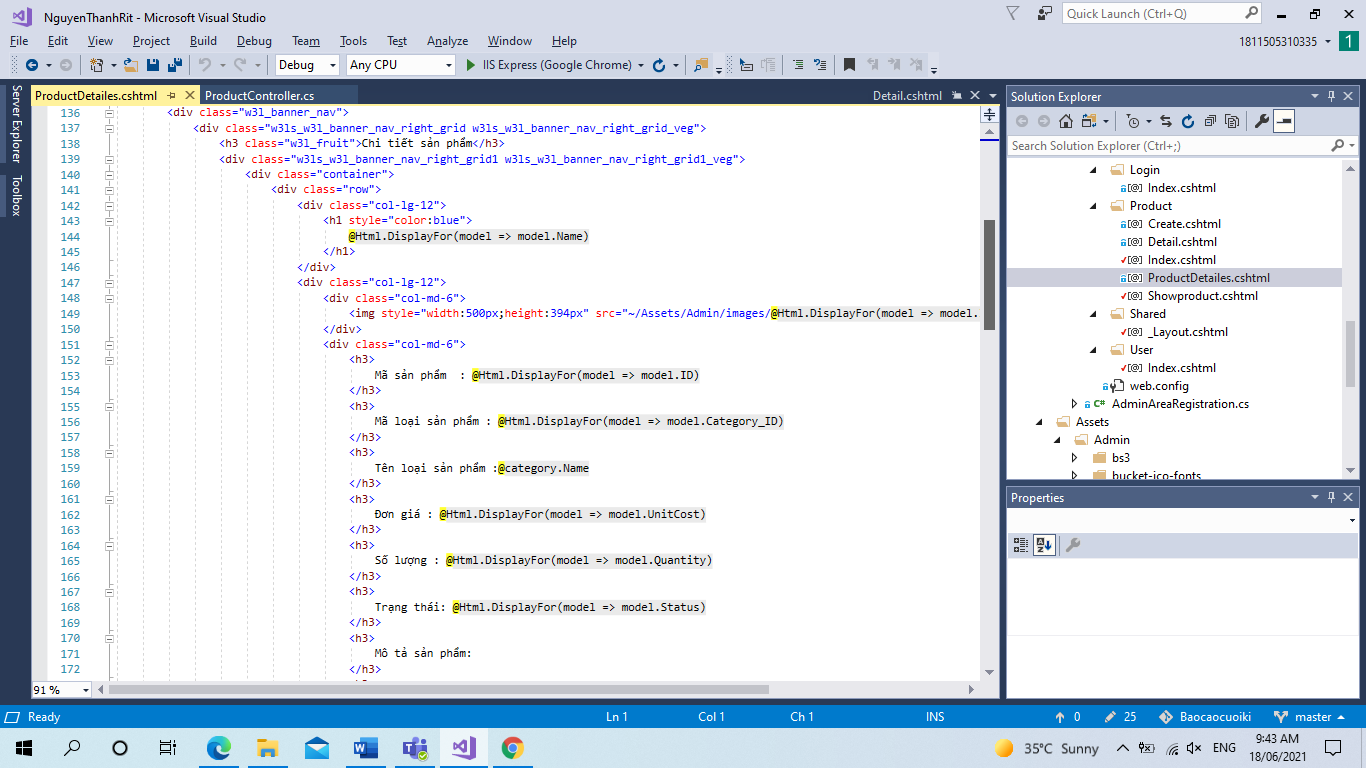 NguyenThanhRit - Microsoft Visual Studio
Quick Launch (Ctrl+Q)
File Edit View Project Build Debug Team Tools Test Analyze Window Help
1811505310335
1
Debug Any CPU IIS Express (Google Chrome)
Server Explorer
Toolbox
ProductDetailes.cshtml ProductController.cs Detail.cshtml
136 <div class="w3l_banner_nav">
137 <div class="w3ls_w3l_banner_nav_right_grid w3ls_w3l_banner_nav_right_grid_veg">
138 <h3 class="w3l_fruit">Chi tiết sản phẩm</h3>
139 <div class="w3ls_w3l_banner_nav_right_grid1 w3ls_w3l_banner_nav_right_grid1_veg">
140 <div class="container">
141 <div class="row">
142 <div class="col-lg-12">
143 <h1 style="color:blue">
144 @Html.DisplayFor(model => model.Name)
145 </h1>
146 </div>
147 <div class="col-lg-12">
148 <div class="col-md-6">
149 <img style="width:500px;height:394px" src="~/Assets/Admin/images/@Html.DisplayFor(model => model.
150 </div>
151 <div class="col-md-6">
152 <h3>
153 Mã sản phẩm : @Html.DisplayFor(model => model.ID)
154 </h3>
155 <h3>
156 Mã loại sản phẩm : @Html.DisplayFor(model => model.Category_ID)
157 </h3>
158 <h3>
159 Tên loại sản phẩm :@category.Name
160 </h3>
161 <h3>
162 Đơn giá : @Html.DisplayFor(model => model.UnitCost)
163 </h3>
164 <h3>
165 Số lượng : @Html.DisplayFor(model => model.Quantity)
166 </h3>
167 <h3>
168 Trạng thái: @Html.DisplayFor(model => model.Status)
169 </h3>
170 <h3>
171 Mô tả sản phẩm:
172 </h3>
91 %
Solution Explorer
Search Solution Explorer (Ctrl+;)
Login
Index.cshtml
Product
Create.cshtml
Detail.cshtml
Index.cshtml
ProductDetailes.cshtml
Showproduct.cshtml
Shared
_Layout.cshtml
User
Index.cshtml
web.config
C# AdminAreaRegistration.cs
Assets
Admin
bs3
bucket-ico-fonts
Properties
Ready Ln 1 Col 1 Ch 1 INS 0 25 Baocaocuoiki master
35°C Sunny ENG 9:43 AM
18/06/2021